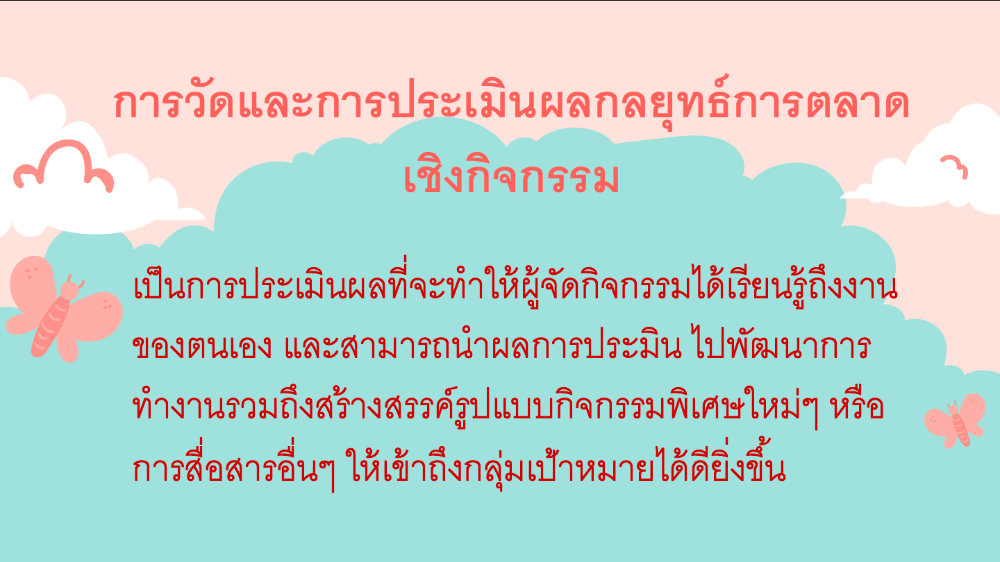 การวัดและการประเมินผลกลยุทธ์การตลาด
เชิงกิจกรรม
เป็นการประเมินผลที่จะทำให้ผู้จัดกิจกรรมได้เรียนรู้ถึงงาน
ของตนเอง และสามารถนำผลการประมิน ไปพัฒนาการ
ทำงานรวมถึงสร้างสรรค์รูปแบบกิจกรรมพิเศษใหม่ๆ หรือ
การสื่อสารอื่นๆ ให้เข้าถึงกลุ่มเป้าหมายได้ดียิ่งขึ้น